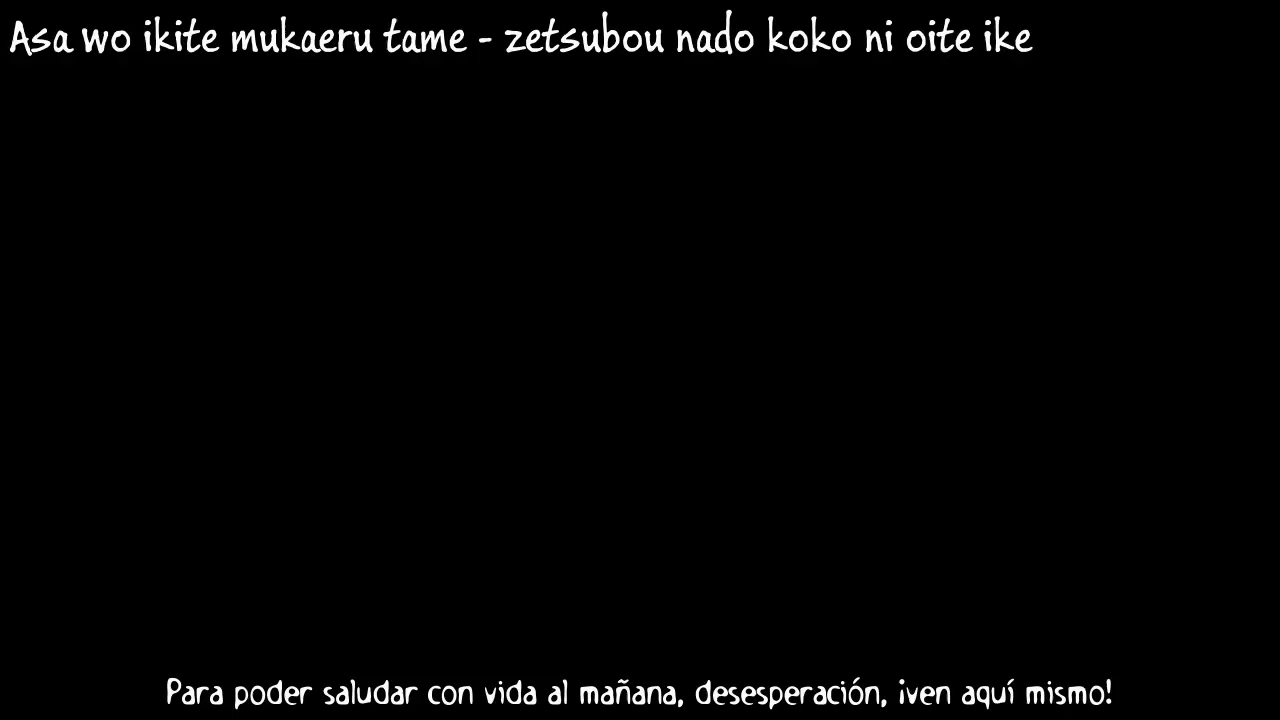 Asa wo ikite mukaeru tame - zetsubou nado koko ni oite ike
Para poder saludar con vida al mañana, desesperación, ¡ven aquí mismo!